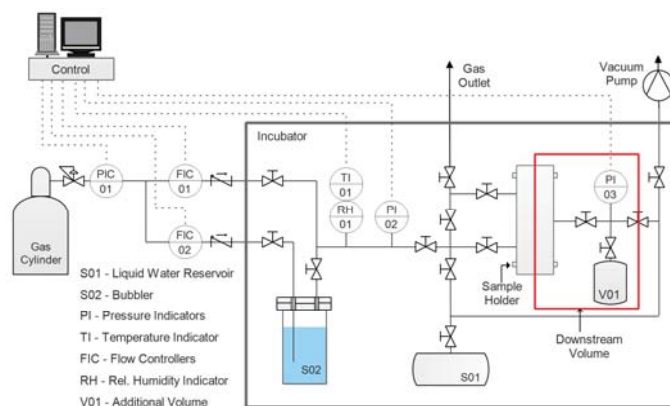 Control
Gas
Outlet
Vacuum
Pump
Incubator
PIC
01
FIC
01
TI
01
RH
01
PI
02
PI
03
FIC
02
Gas
Cylinder
S01 - Liquid Water Reservoir
S02 - Bubbler
PI - Pressure Indicators
TI - Temperature Indicator
FIC - Flow Controllers
RH - Rel. Humidity Indicator
V01 - Additional Volume
S02
Sample
Holder
V01
S01
Downstream
Volume